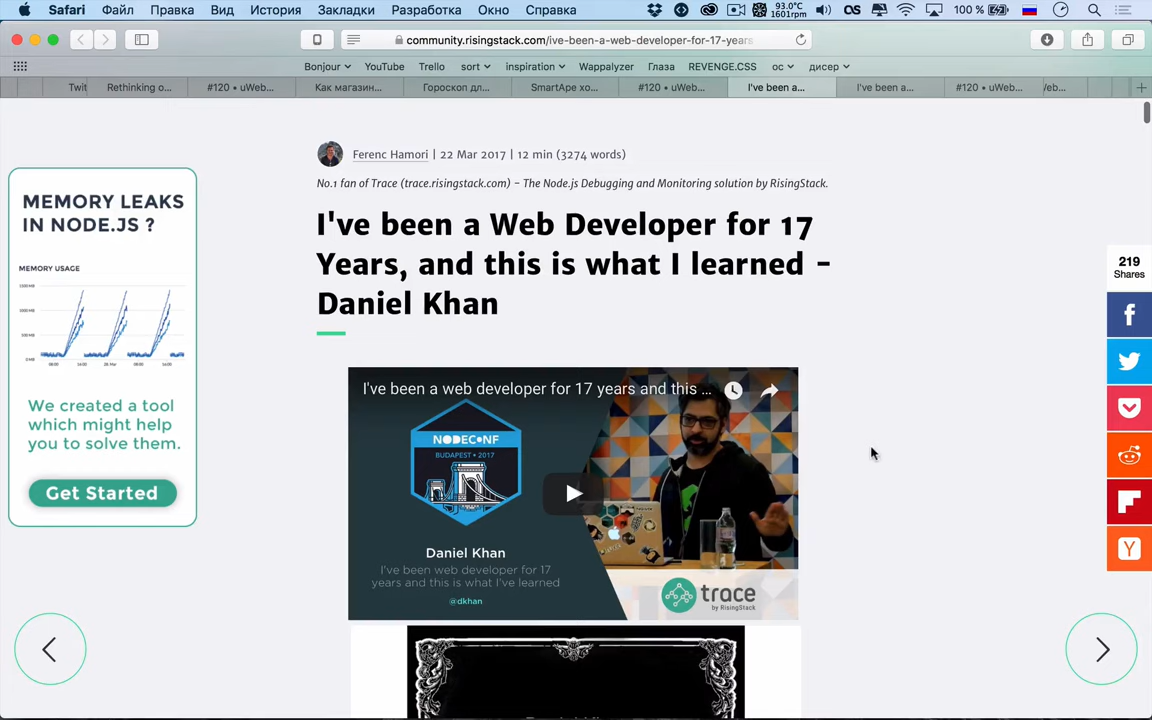 Safari Файл Правка Вид История Закладки Разработка Окно Справка 93.0°C 1601rpm 100 %
community.risingstack.com/ive-been-a-web-developer-for-17-years
Bonjour YouTube Trello sort inspiration Wappalyzer Глаза REVENGE.CSS ос дисер
Twit Rethinking o... #120 • uWeb... Как магазин... Гороскоп дл... SmartApe хо... #120 • uWeb... I've been a... I've been a... #120 • uWeb... /eb...
Ferenc Hamori | 22 Mar 2017 | 12 min (3274 words)
No.1 fan of Trace (trace.risingstack.com) - The Node.js Debugging and Monitoring solution by RisingStack.
I've been a Web Developer for 17
Years, and this is what I learned -
Daniel Khan
MEMORY LEAKS
IN NODE.JS ?
MEMORY USAGE
We created a tool
which might help
you to solve them.
Get Started
219
Shares
I've been a web developer for 17 years and this ...
NODECONF
BUDAPEST • 2017
Daniel Khan
I've been web developer for 17
years and this is what I've learned
@dkhan
trace
by RisingStack